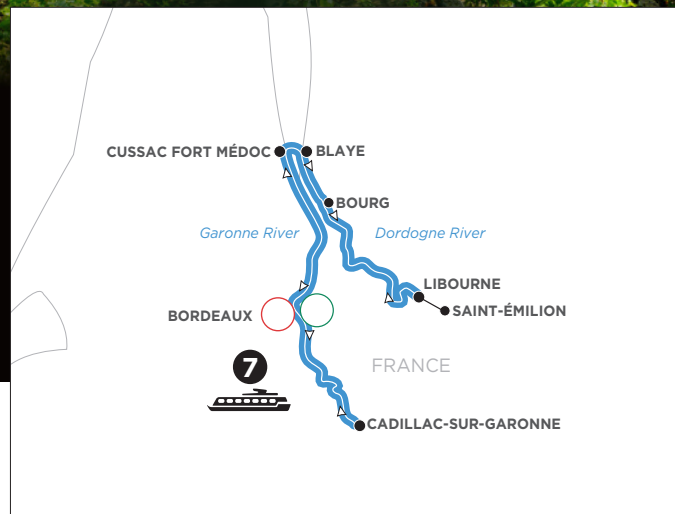 CUSSAC FORT MÉDOC
BLAYE
BOURG
Garonne River
Dordogne River
LIBOURNE
SAINT-ÉMILION
BORDEAUX
FRANCE
7
CADILLAC-SUR-GARONNE